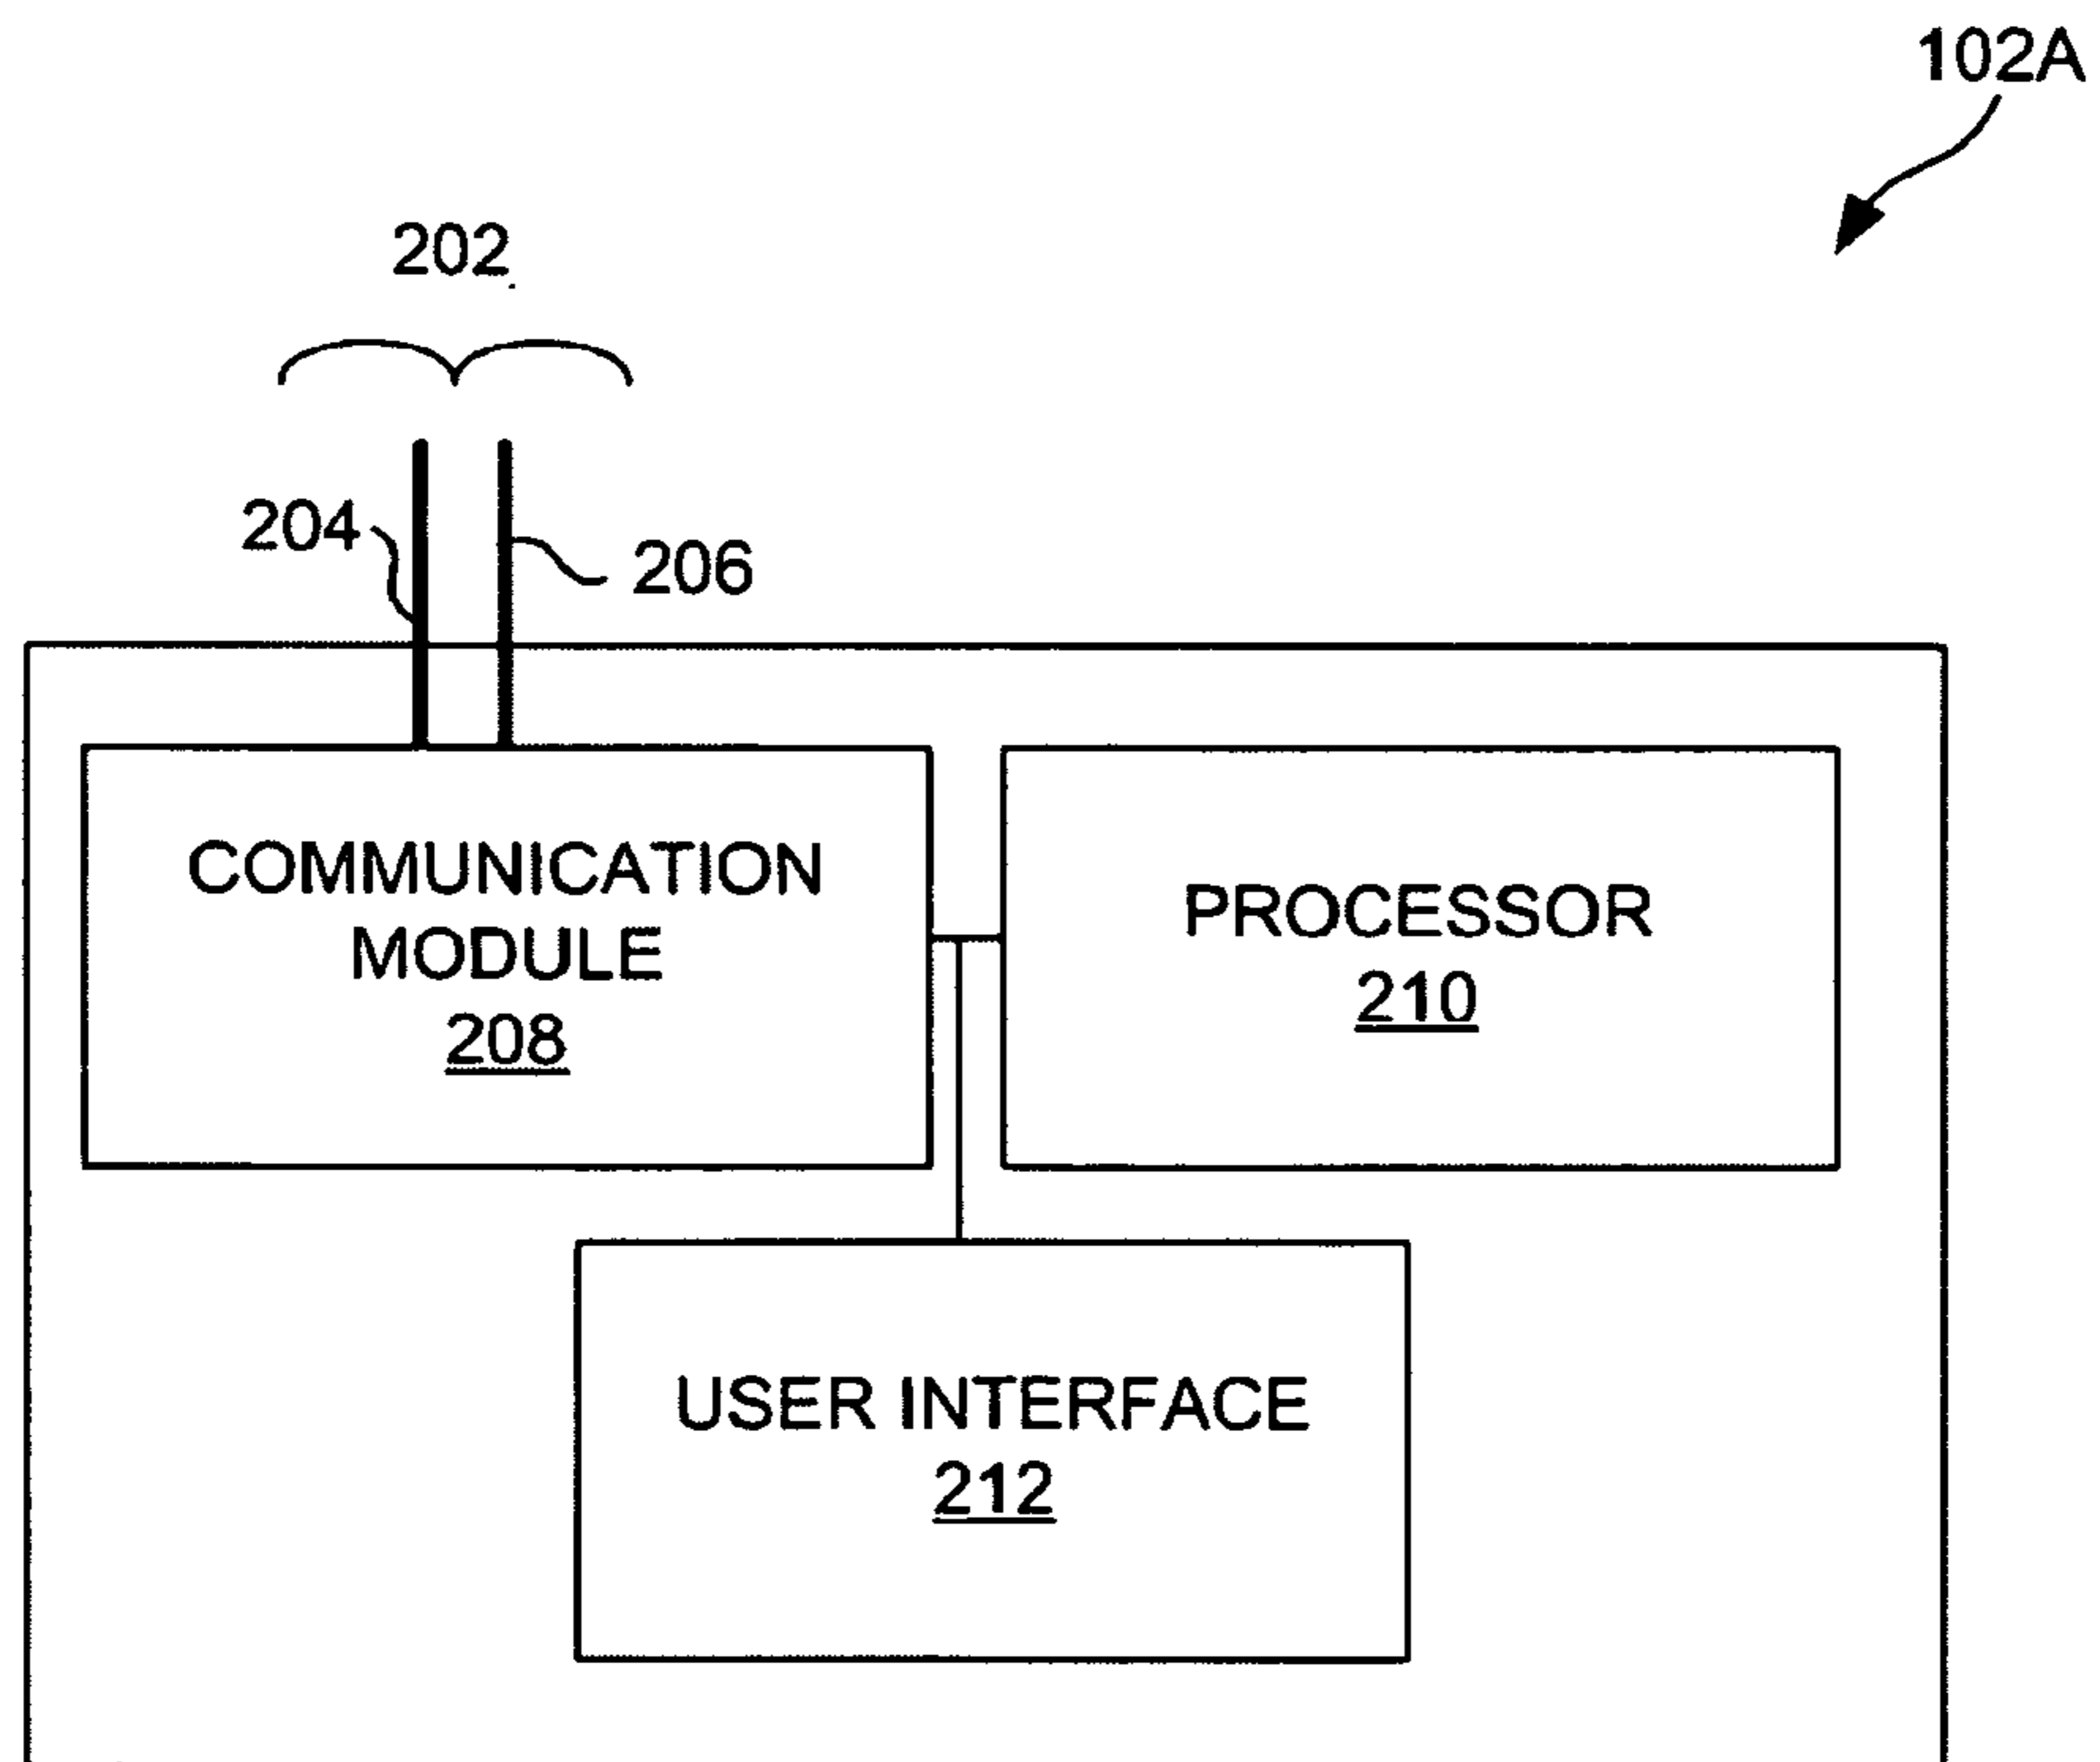 102A
202
204
206
COMMUNICATION
MODULE
208
PROCESSOR
210
USER INTERFACE
212